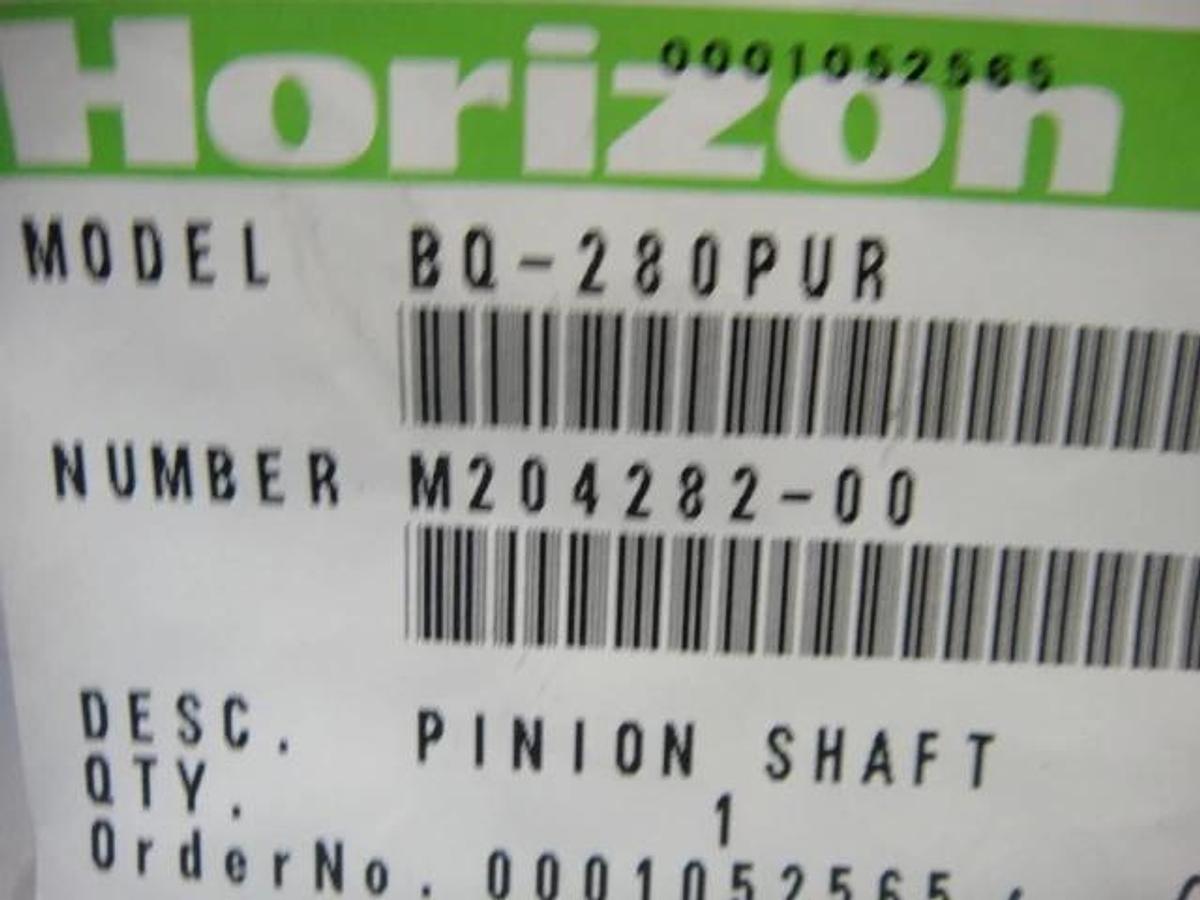 Horizon
0001052565
MODEL BQ-280PUR
NUMBER M204282-00
DESC. PINION SHAFT
QTY. 1
OrderNo. 0001052565